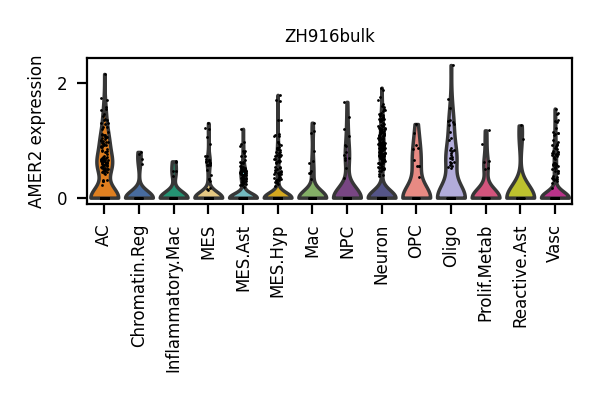 ZH916bulk
AMER2 expression
2
0
AC
Chromatin.Reg
Inflammatory.Mac
MES
MES.Ast
MES.Hyp
Mac
NPC
Neuron
OPC
Oligo
Prolif.Metab
Reactive.Ast
Vasc